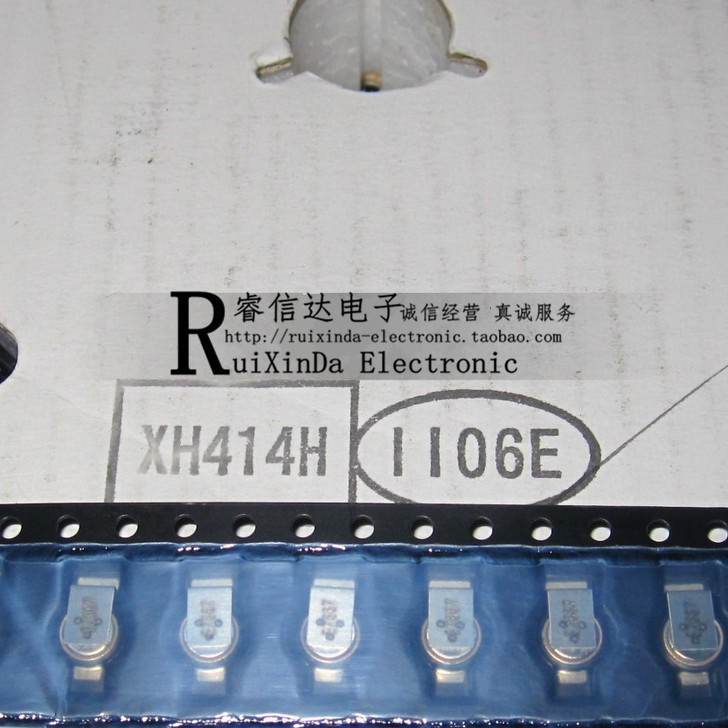 睿信达电子 诚信经营 真诚服务
http://ruixinda-electronic.taobao.com
RuiXinDa Electronic
XH414H
1106E